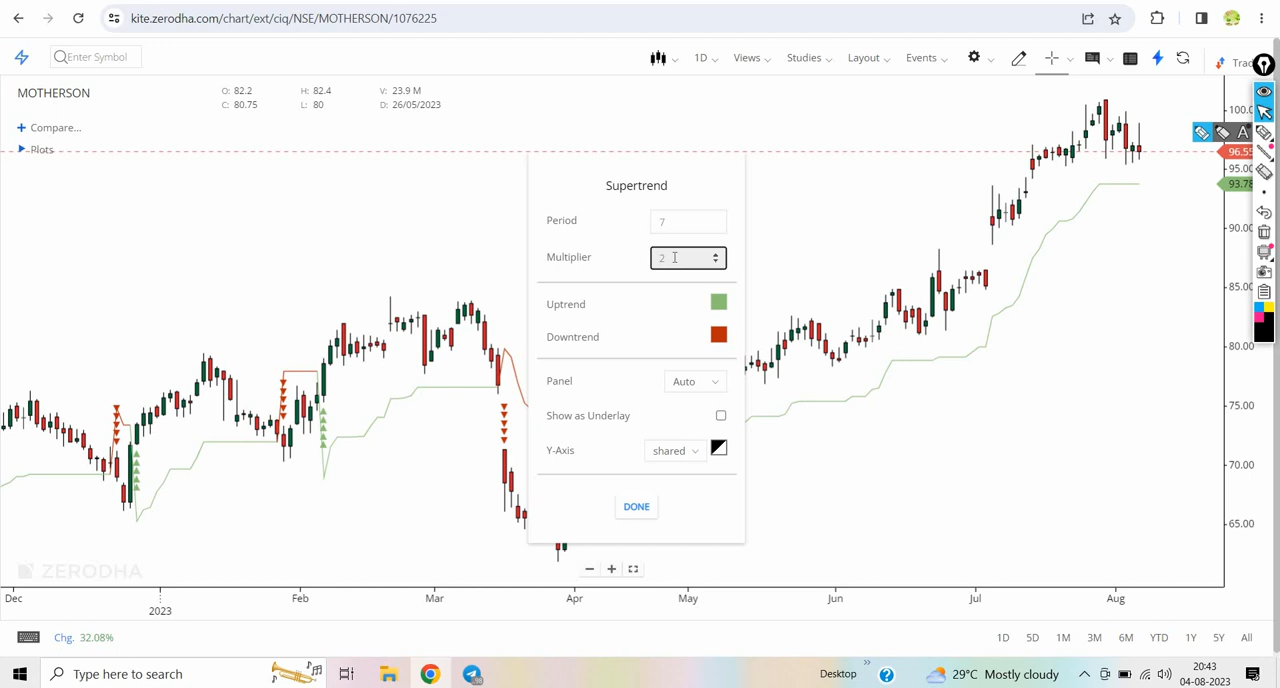 kite.zerodha.com/chart/ext/ciq/NSE/MOTHERSON/1076225
Enter Symbol
1D
Views
Studies
Layout
Events
MOTHERSON
O: 82.2 H: 82.4 V: 23.9 M
C: 80.75 L: 80 D: 26/05/2023
+ Compare...
Plots
A
Supertrend
Period 7
Multiplier 2
Uptrend
Downtrend
Panel Auto
Show as Underlay
Y-Axis shared
DONE
96.55
95.00
93.78
90.00
80.00
75.00
70.00
65.00
ZERODHA
Dec 2023 Feb Mar Apr May Jun Jul Aug
Chg. 32.08%
1D 5D 1M 3M 6M YTD 1Y 5Y All
Type here to search
Desktop
29°C Mostly cloudy
20:43
04-08-2023